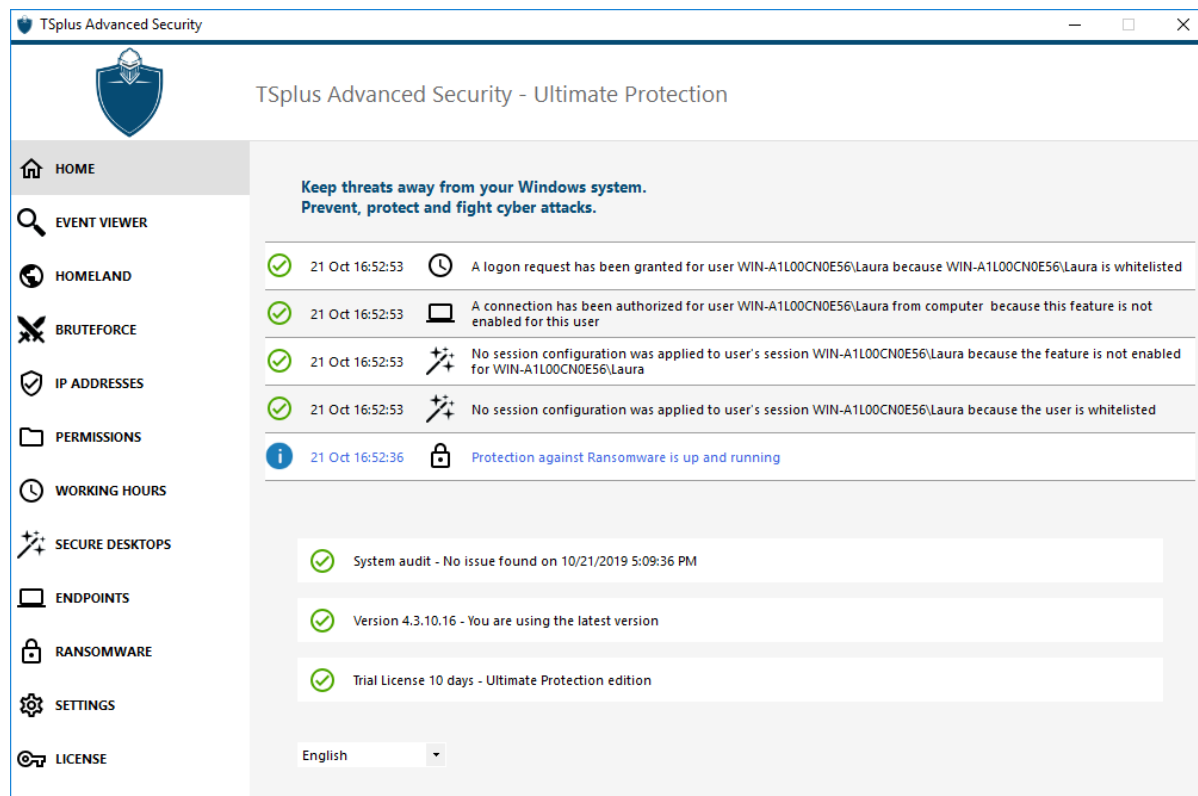 TSplus Advanced Security
TSplus Advanced Security - Ultimate Protection
HOME
EVENT VIEWER
HOMELAND
BRUTEFORCE
IP ADDRESSES
PERMISSIONS
WORKING HOURS
SECURE DESKTOPS
ENDPOINTS
RANSOMWARE
SETTINGS
LICENSE
Keep threats away from your Windows system.
Prevent, protect and fight cyber attacks.
21 Oct 16:52:53 A logon request has been granted for user WIN-A1L00CN0E56\Laura because WIN-A1L00CN0E56\Laura is whitelisted
21 Oct 16:52:53 A connection has been authorized for user WIN-A1L00CN0E56\Laura from computer  because this feature is not
enabled for this user
21 Oct 16:52:53 No session configuration was applied to user's session WIN-A1L00CN0E56\Laura because the feature is not enabled
for WIN-A1L00CN0E56\Laura
21 Oct 16:52:53 No session configuration was applied to user's session WIN-A1L00CN0E56\Laura because the user is whitelisted
21 Oct 16:52:36 Protection against Ransomware is up and running
System audit - No issue found on 10/21/2019 5:09:36 PM
Version 4.3.10.16 - You are using the latest version
Trial License 10 days - Ultimate Protection edition
English